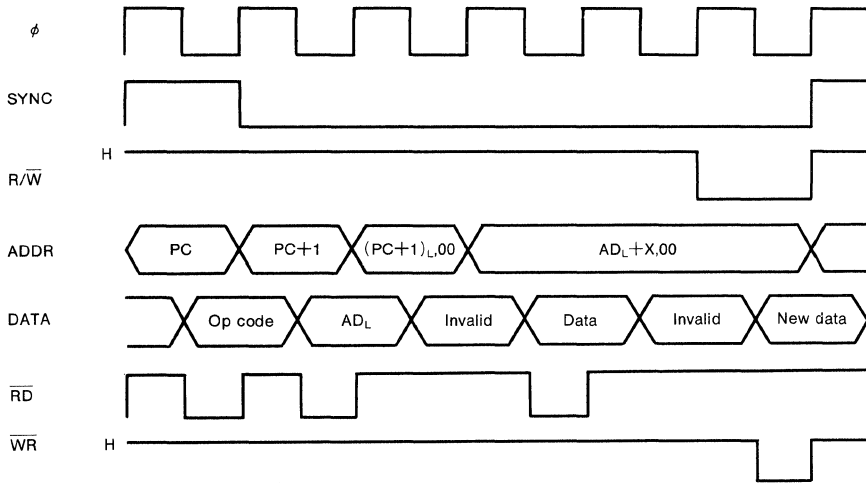 ϕ
SYNC
H
R/W̅
ADDR PC PC+1 (PC+1)L,00 ADL+X,00
DATA Op code ADL Invalid Data Invalid New data
R̅D̅
W̅R̅ H